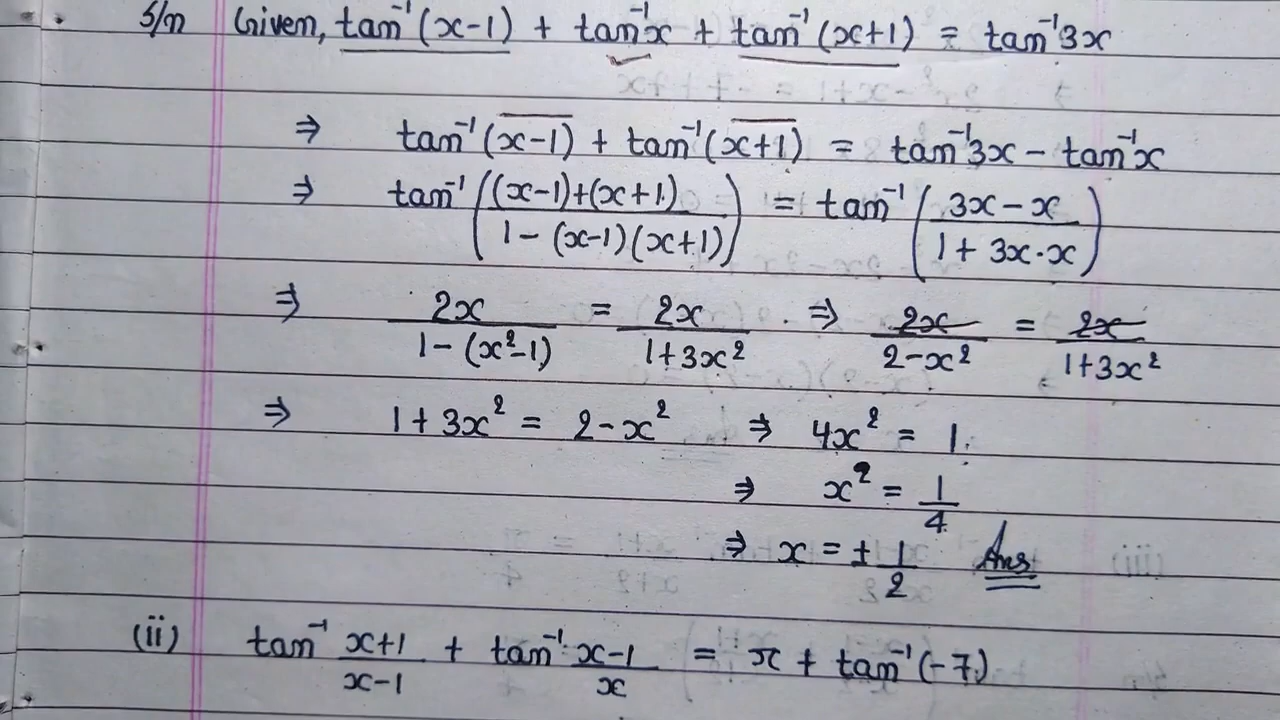 S/n Given, tan⁻¹(x-1) + tan⁻¹x + tan⁻¹(x+1) = tan⁻¹3x
⇒ tan⁻¹(x-1) + tan⁻¹(x+1) = tan⁻¹3x - tan⁻¹x
⇒ tan⁻¹((x-1)+(x+1)/1-(x-1)(x+1)) = tan⁻¹(3x-x/1+3x·x)
⇒ 2x/1-(x²-1) = 2x/1+3x² . ⇒ 2x/2-x² = 2x/1+3x²
⇒ 1+3x² = 2-x² ⇒ 4x² = 1.
⇒ x² = 1/4
⇒ x = ± 1/2 Ans
(ii) tan⁻¹ x+1/x-1 + tan⁻¹ x-1/x = π + tan⁻¹(-7)